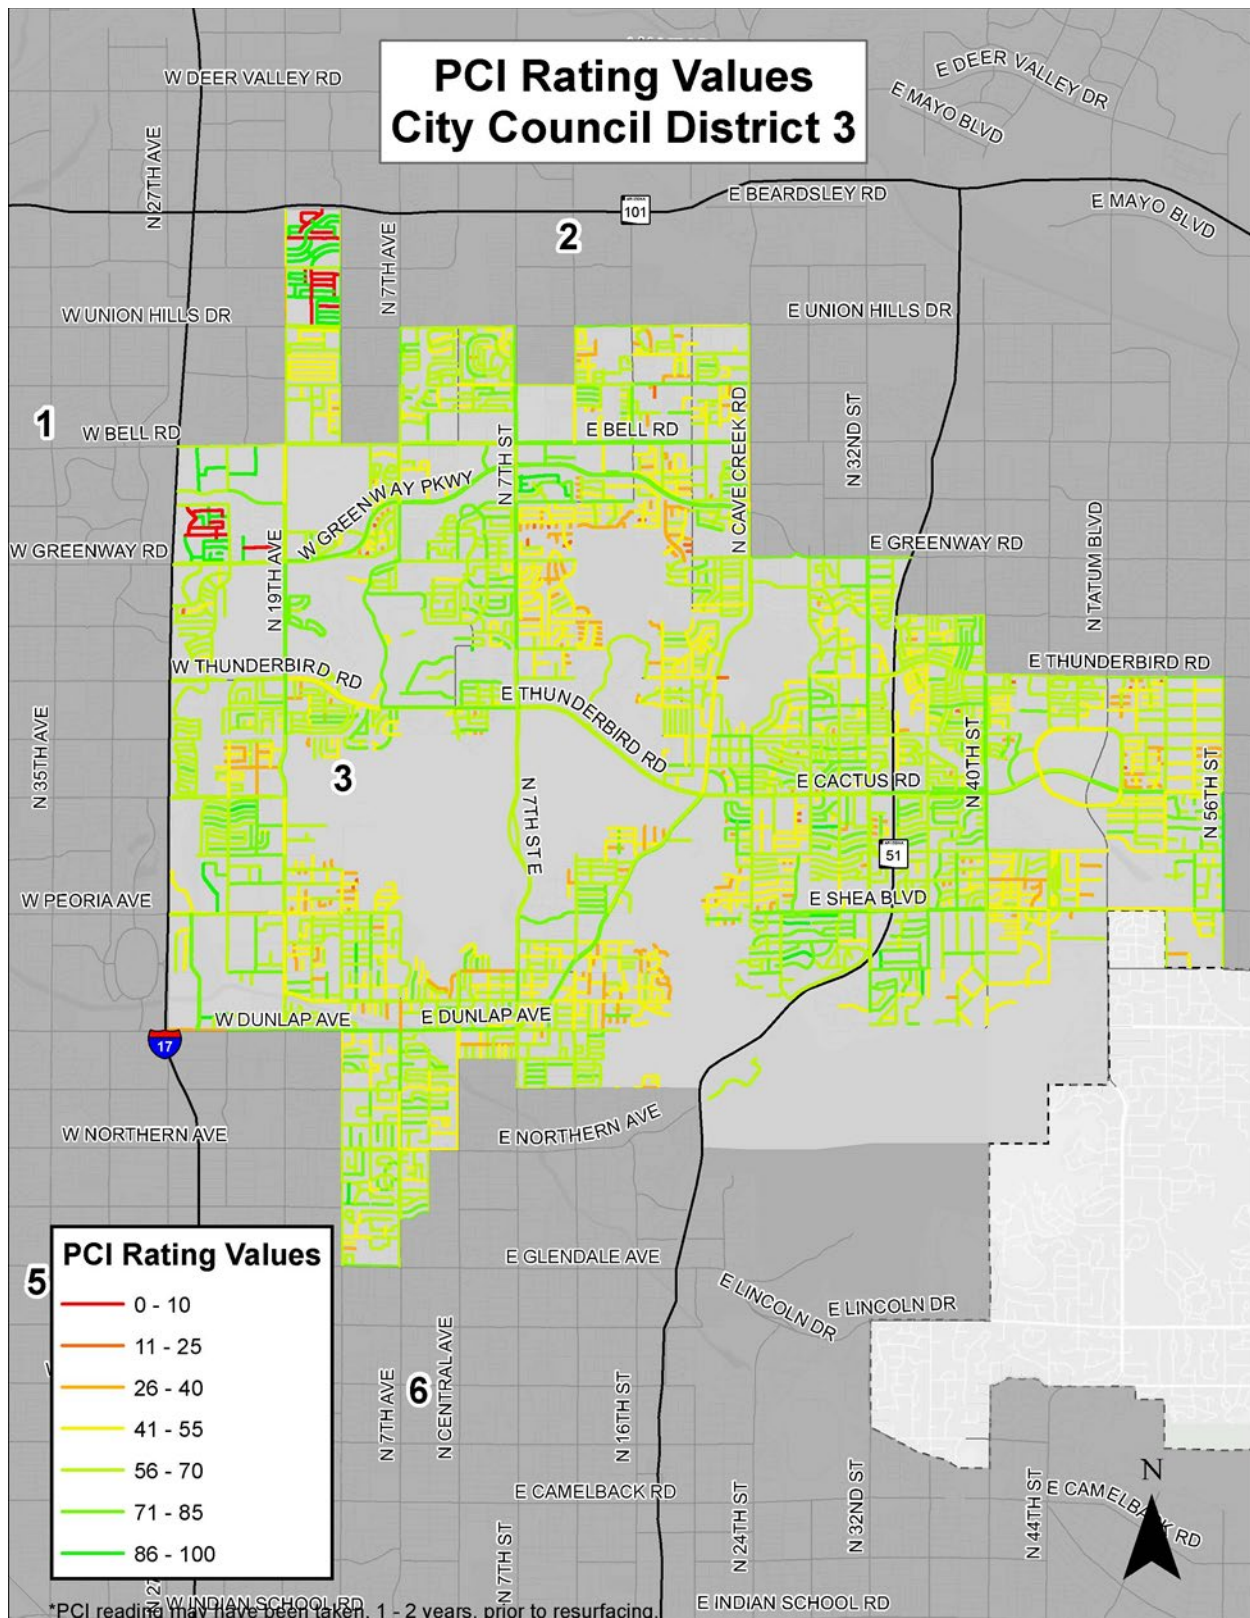 PCI Rating Values
City Council District 3
W DEER VALLEY RD
E DEER VALLEY DR
E MAYO BLVD
N 27TH AVE
E BEARDSLEY RD
E MAYO BLVD
ARIZONA
101
2
N 7TH AVE
W UNION HILLS DR
E UNION HILLS DR
1
W BELL RD
E BELL RD
N CAVE CREEK RD
N 32ND ST
N 7TH ST
W GREENWAY PKWY
W GREENWAY RD
E GREENWAY RD
N 19TH AVE
N TATUM BLVD
W THUNDERBIRD RD
E THUNDERBIRD RD
E THUNDERBIRD RD
N 35TH AVE
3
E CACTUS RD
N 40TH ST
N 56TH ST
N 7TH ST E
ARIZONA
51
W PEORIA AVE
E SHEA BLVD
W DUNLAP AVE
E DUNLAP AVE
17
W NORTHERN AVE
E NORTHERN AVE
5
PCI Rating Values
0 - 10
11 - 25
26 - 40
41 - 55
56 - 70
71 - 85
86 - 100
E GLENDALE AVE
E LINCOLN DR
E LINCOLN DR
N 7TH AVE
N CENTRAL AVE
6
N 16TH ST
E CAMELBACK RD
N 7TH ST
N 24TH ST
N 32ND ST
N 44TH ST
E CAMELBACK RD
N
W INDIAN SCHOOL RD
E INDIAN SCHOOL RD
*PCI reading may have been taken, 1 - 2 years, prior to resurfacing.